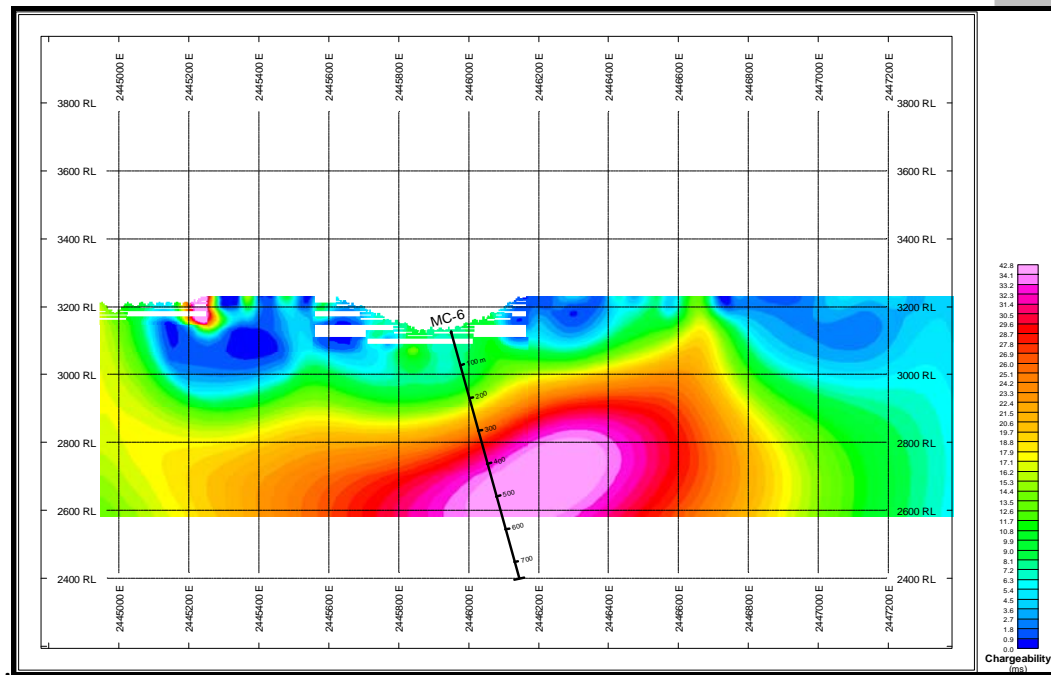 2445000 E
2445200 E
2445400 E
2445600 E
2445800 E
2446000 E
2446200 E
2446400 E
2446600 E
2446800 E
2447000 E
2447200 E
3800 RL
3800 RL
3600 RL
3600 RL
3400 RL
3400 RL
3200 RL
3200 RL
MC-6
100 m
3000 RL
3000 RL
200
300
2800 RL
2800 RL
400
500
2600 RL
2600 RL
600
700
2400 RL
2400 RL
2445000 E
2445200 E
2445400 E
2445600 E
2445800 E
2446000 E
2446200 E
2446400 E
2446600 E
2446800 E
2447000 E
2447200 E
42.8
34.1
33.2
32.3
31.4
30.5
29.6
28.7
27.8
26.9
26.0
25.1
24.2
23.3
22.4
21.5
20.6
19.7
18.8
17.9
17.1
16.2
15.3
14.4
13.5
12.6
11.7
10.8
9.9
9.0
8.1
7.2
6.3
5.4
4.5
3.6
2.7
1.8
0.9
0.0
Chargeability
(ms)